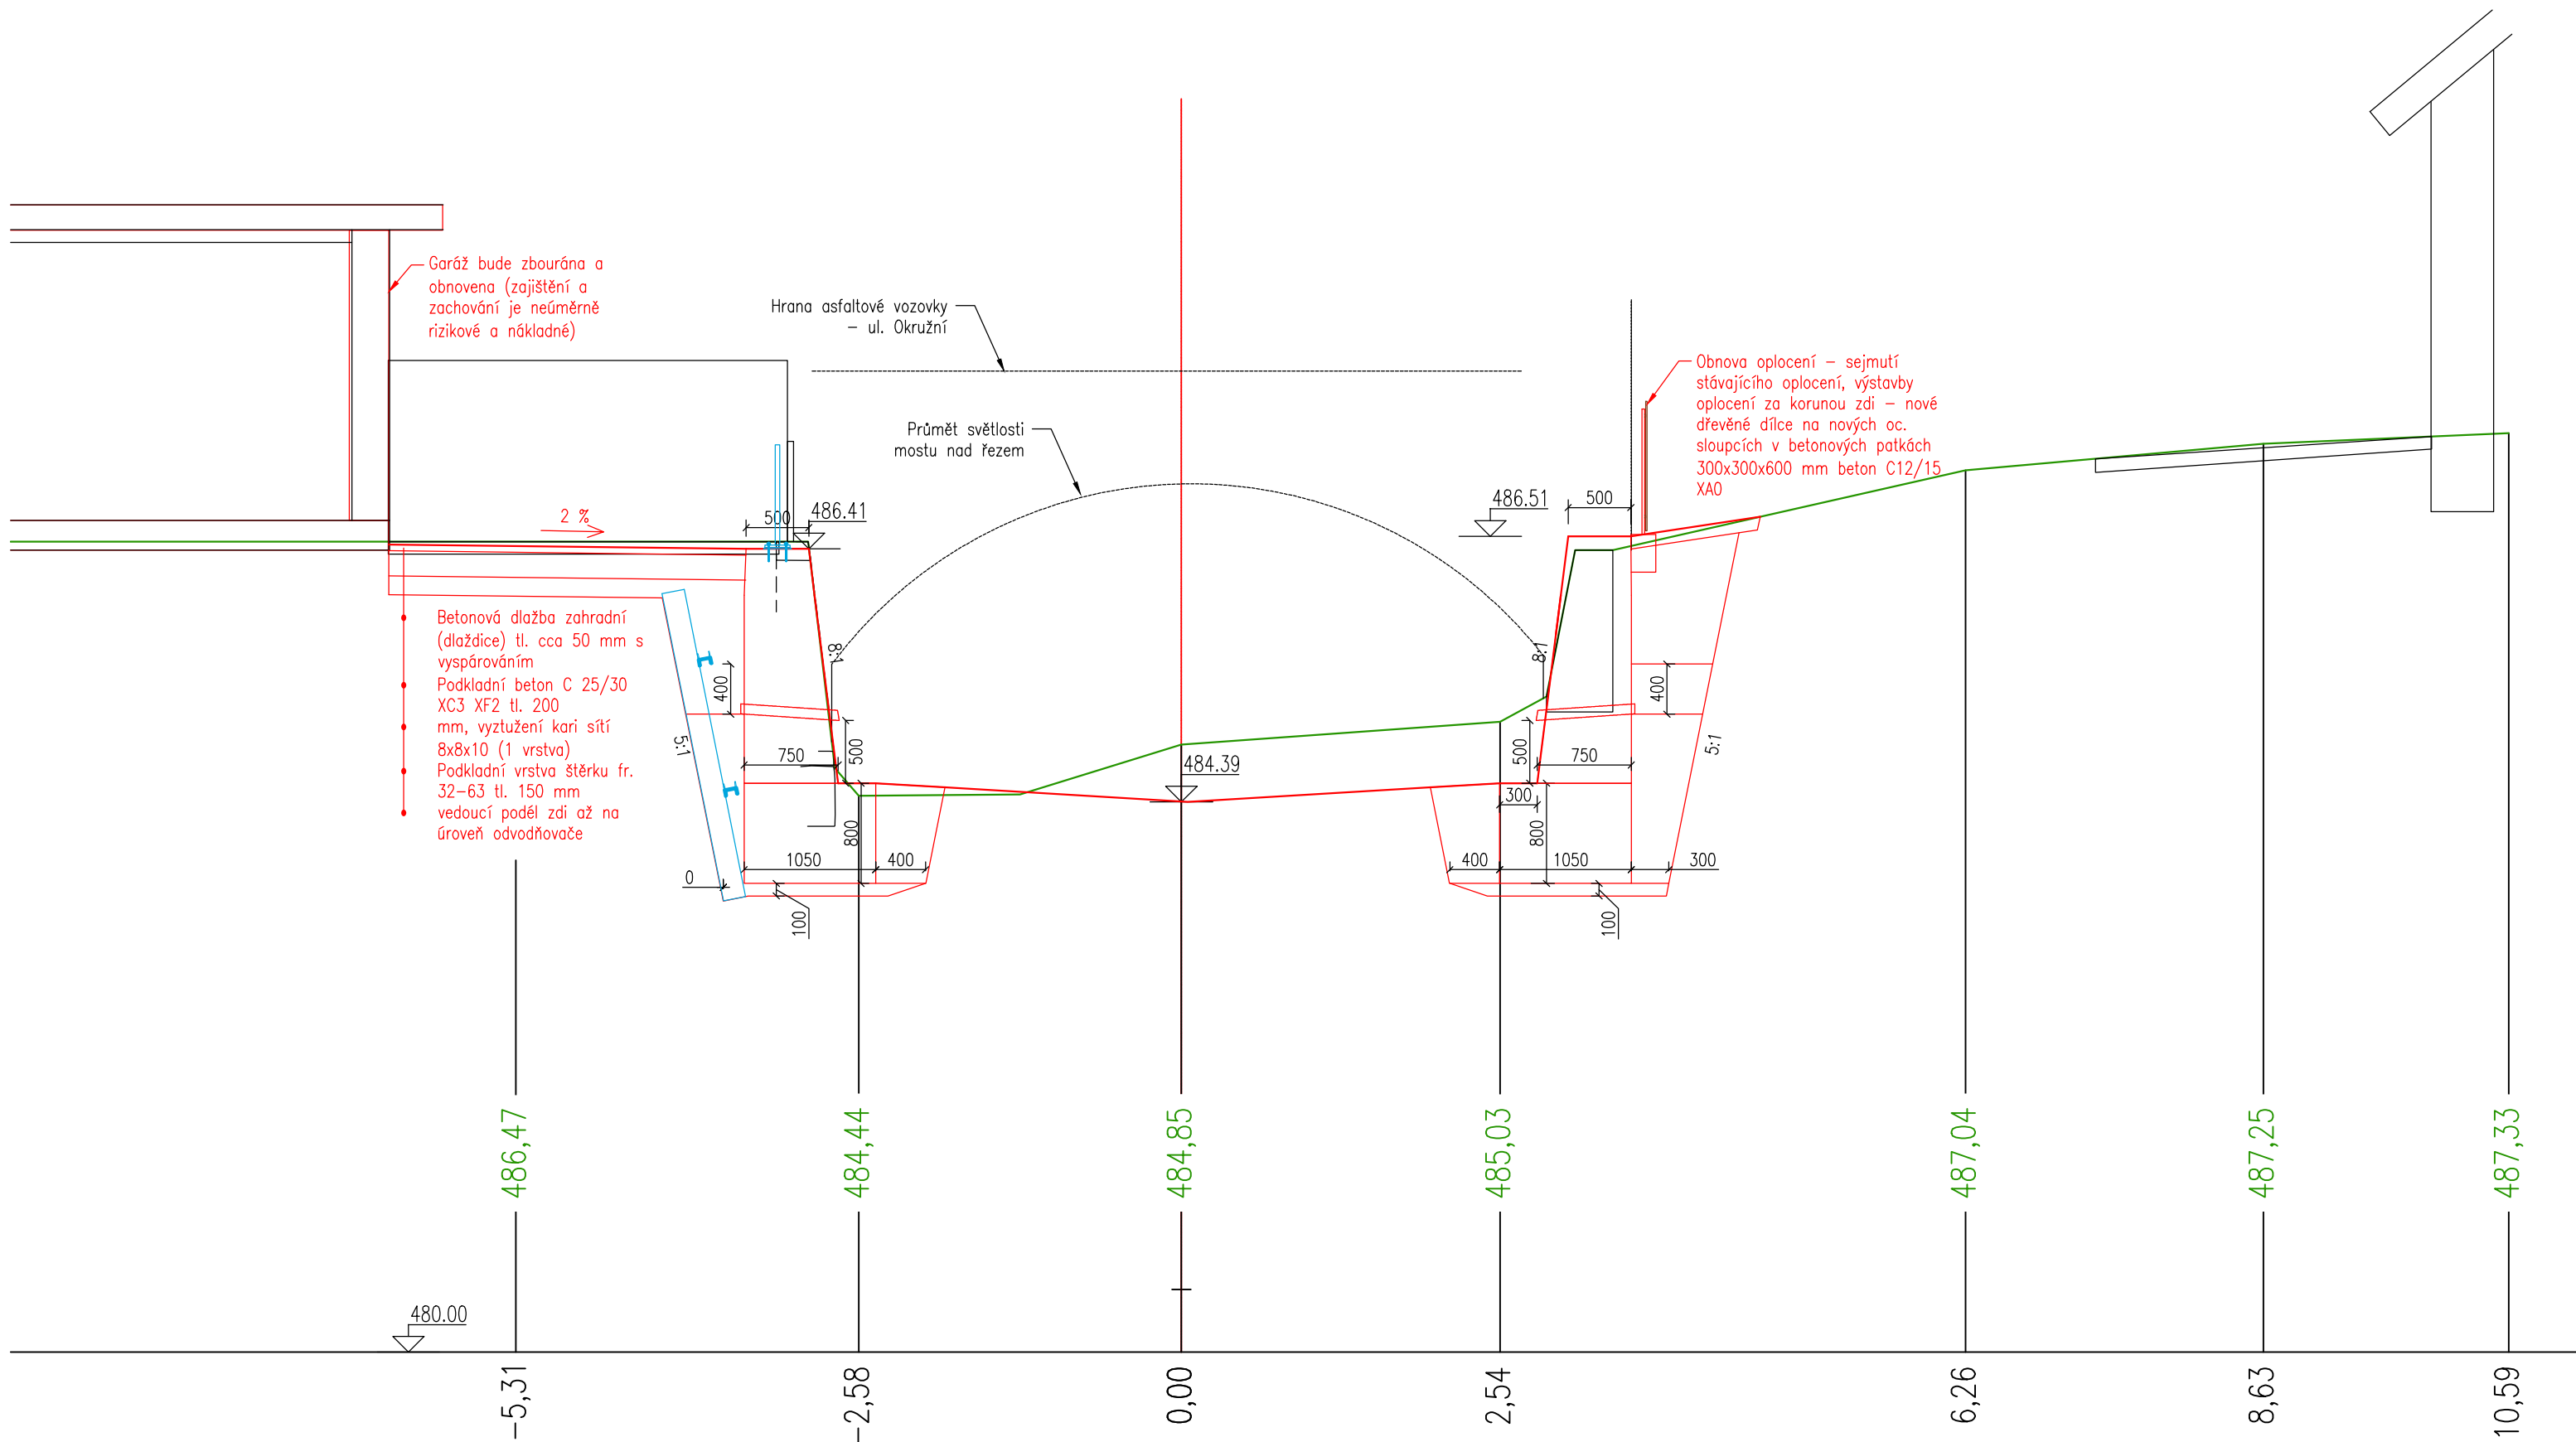 Garáž bude zbourána a
obnovena (zajištění a
zachování je neúměrně
rizikové a nákladné)
Hrana asfaltové vozovky
– ul. Okružní
Průmět světlosti
mostu nad řezem
Obnova oplocení – sejmutí
stávajícího oplocení, výstavby
oplocení za korunou zdi – nové
dřevěné dílce na nových oc.
sloupcích v betonových patkách
300x300x600 mm beton C12/15
XA0
2 %
500
486.41
486.51
500
Betonová dlažba zahradní
(dlaždice) tl. cca 50 mm s
vyspárováním
Podkladní beton C 25/30
XC3 XF2 tl. 200
mm, vyztužení kari sítí
8x8x10 (1 vrstva)
Podkladní vrstva štěrku fr.
32–63 tl. 150 mm
vedoucí podél zdi až na
úroveň odvodňovače
8:1
8:1
400
400
5:1
5:1
750
500
484.39
500
750
300
800
800
1050
400
400
1050
300
0
100
100
486,47
484,44
484,85
485,03
487,04
487,25
487,33
480.00
–5,31
–2,58
0,00
2,54
6,26
8,63
10,59